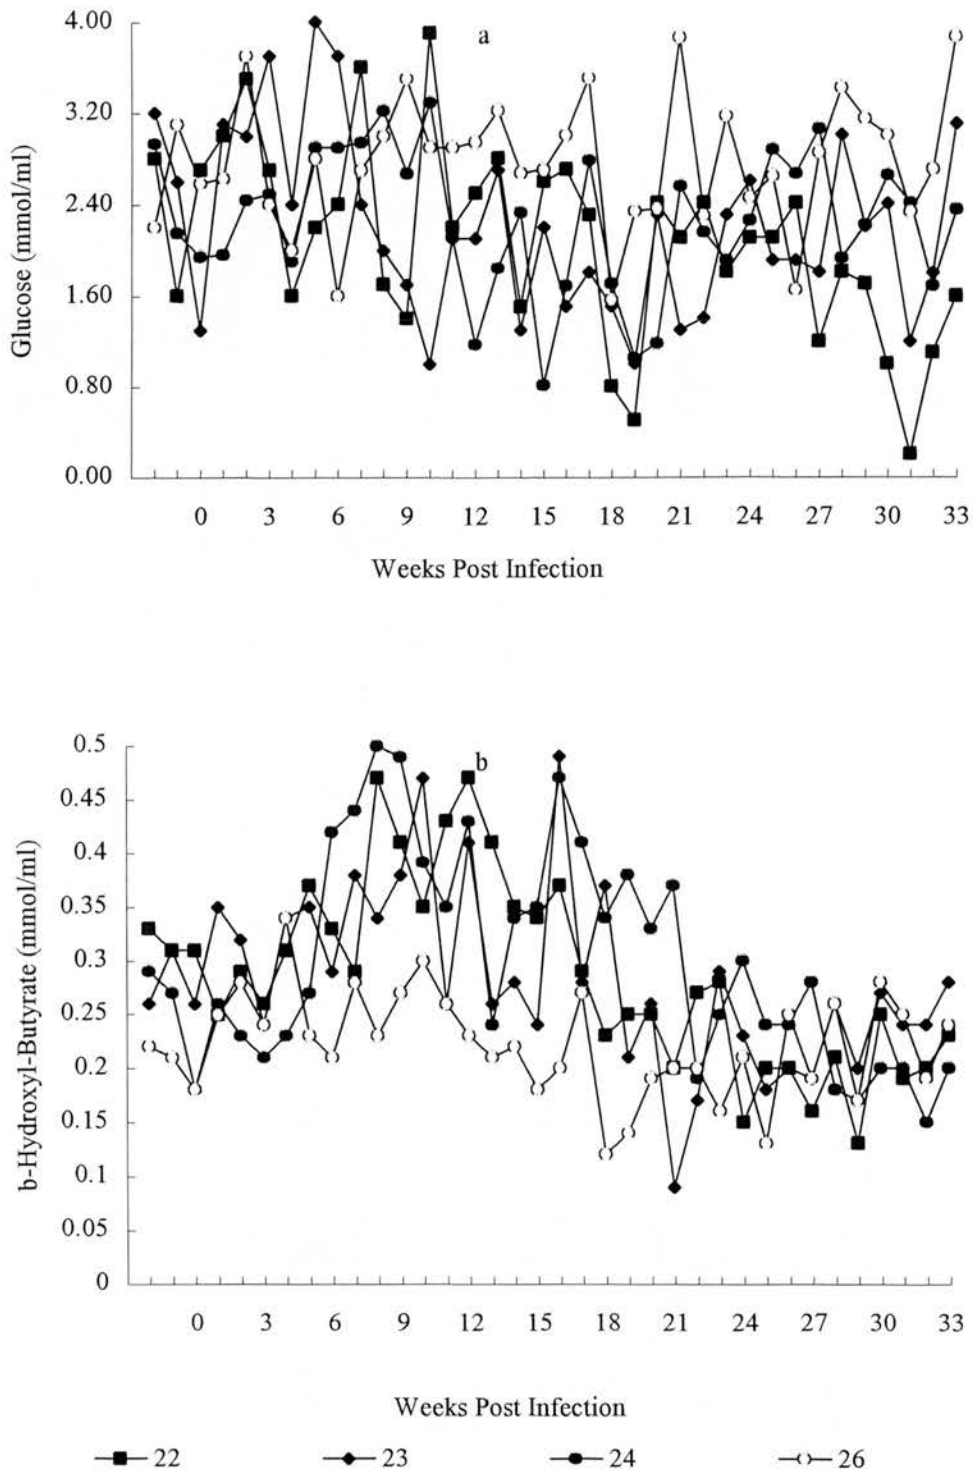 a
4.00
3.20
2.40
1.60
0.80
0.00
Glucose (mmol/ml)
0 3 6 9 12 15 18 21 24 27 30 33
Weeks Post Infection
b
0.5
0.45
0.4
0.35
0.3
0.25
0.2
0.15
0.1
0.05
0
b-Hydroxyl-Butyrate (mmol/ml)
0 3 6 9 12 15 18 21 24 27 30 33
Weeks Post Infection
22 23 24 26